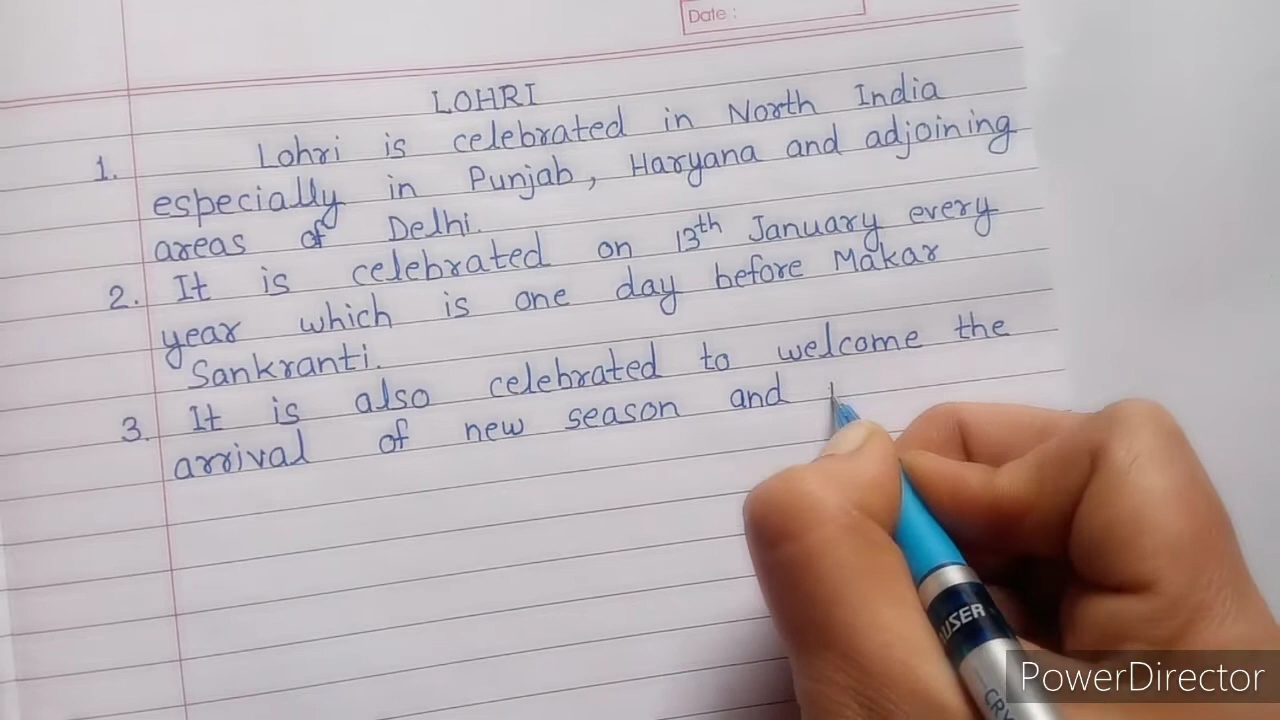 Date :
LOHRI
1. Lohri is celebrated in North India
especially in Punjab, Haryana and adjoining
areas of Delhi.
2. It is celebrated on 13th January every
year which is one day before Makar
Sankranti.
3. It is also celebrated to welcome the
arrival of new season and
USER
CRY
PowerDirector